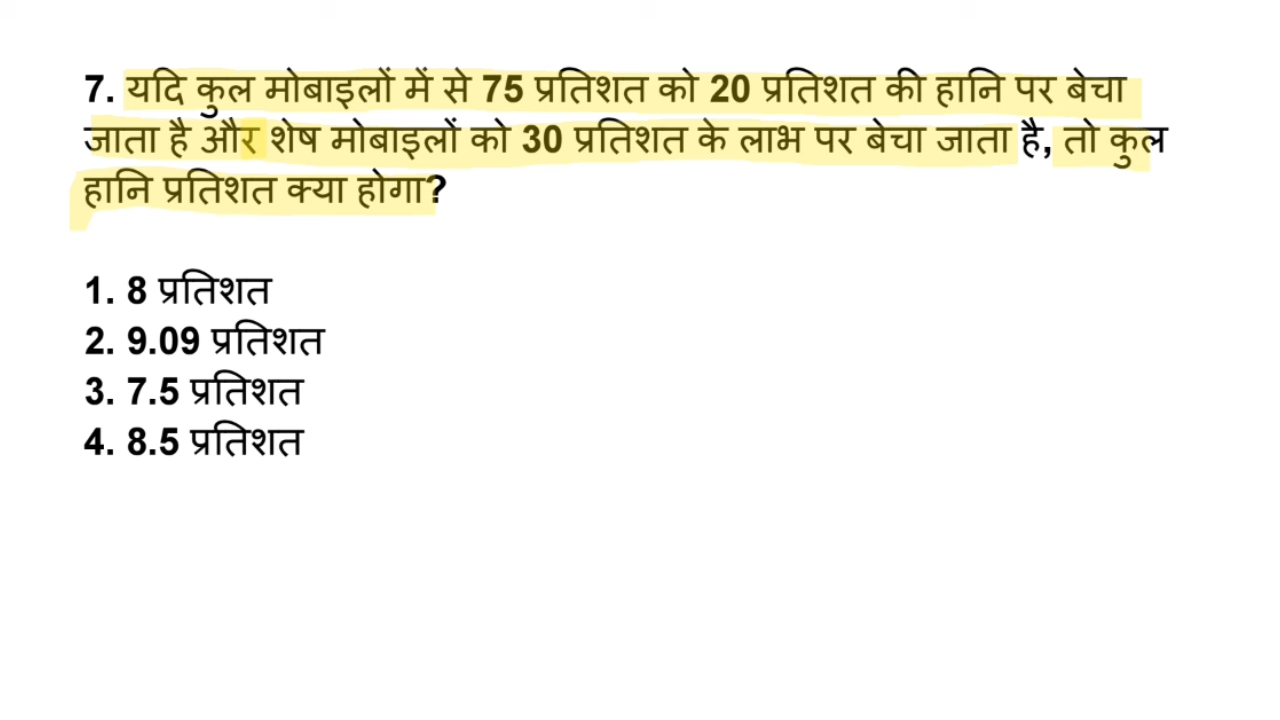 7. यदि कुल मोबाइलों में से 75 प्रतिशत को 20 प्रतिशत की हानि पर बेचा
जाता है और शेष मोबाइलों को 30 प्रतिशत के लाभ पर बेचा जाता है, तो कुल
हानि प्रतिशत क्या होगा?
1. 8 प्रतिशत
2. 9.09 प्रतिशत
3. 7.5 प्रतिशत
4. 8.5 प्रतिशत